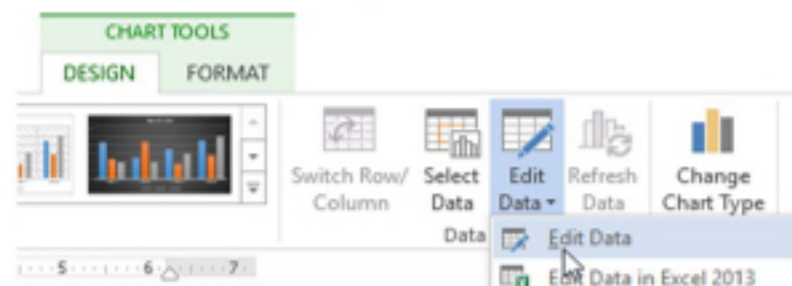 CHART TOOLS
DESIGN FORMAT
Switch Row/ Select Edit Refresh Change
Column Data Data Data Chart Type
Data
Edit Data
Edit Data in Excel 2013
5 6 7